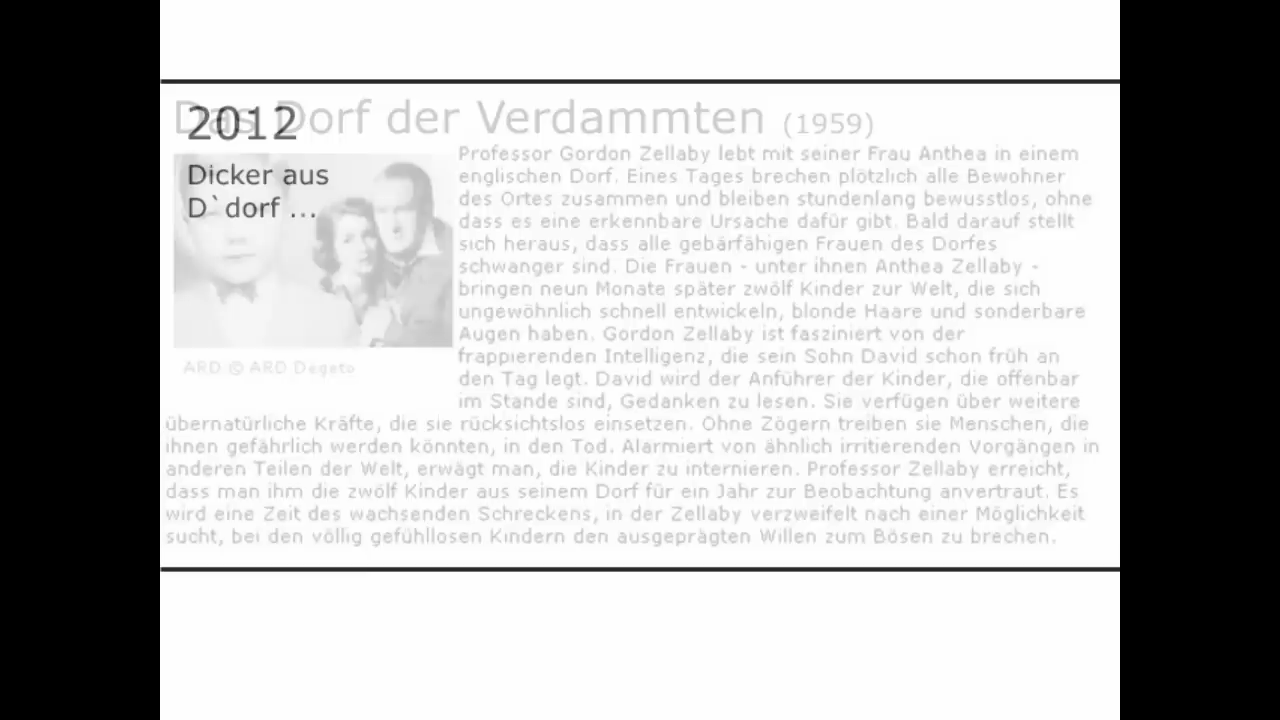 Das Dorf der Verdammten (1959)
2012
Dicker aus
D`dorf ...
Professor Gordon Zellaby lebt mit seiner Frau Anthea in einem
englischen Dorf. Eines Tages brechen plötzlich alle Bewohner
des Ortes zusammen und bleiben stundenlang bewusstlos, ohne
dass es eine erkennbare Ursache dafür gibt. Bald darauf stellt
sich heraus, dass alle gebärfähigen Frauen des Dorfes
schwanger sind. Die Frauen - unter ihnen Anthea Zellaby -
bringen neun Monate später zwölf Kinder zur Welt, die sich
ungewöhnlich schnell entwickeln, blonde Haare und sonderbare
Augen haben. Gordon Zellaby ist fasziniert von der
frappierenden Intelligenz, die sein Sohn David schon früh an
den Tag legt. David wird der Anführer der Kinder, die offenbar
im Stande sind, Gedanken zu lesen. Sie verfügen über weitere
ARD © ARD Degeto
übernatürliche Kräfte, die sie rücksichtslos einsetzen. Ohne Zögern treiben sie Menschen, die
ihnen gefährlich werden könnten, in den Tod. Alarmiert von ähnlich irritierenden Vorgängen in
anderen Teilen der Welt, erwägt man, die Kinder zu internieren. Professor Zellaby erreicht,
dass man ihm die zwölf Kinder aus seinem Dorf für ein Jahr zur Beobachtung anvertraut. Es
wird eine Zeit des wachsenden Schreckens, in der Zellaby verzweifelt nach einer Möglichkeit
sucht, bei den völlig gefühllosen Kindern den ausgeprägten Willen zum Bösen zu brechen.